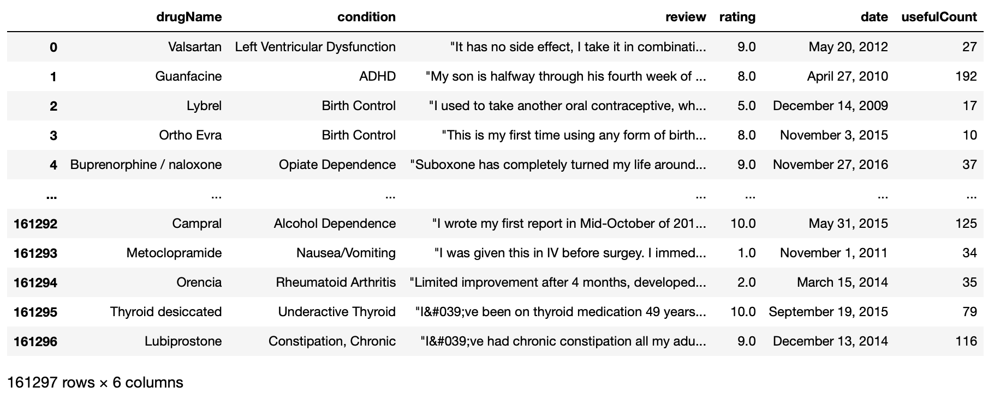 drugName condition review rating date usefulCount
0 Valsartan Left Ventricular Dysfunction "It has no side effect, I take it in combinati... 9.0 May 20, 2012 27
1 Guanfacine ADHD "My son is halfway through his fourth week of ... 8.0 April 27, 2010 192
2 Lybrel Birth Control "I used to take another oral contraceptive, wh... 5.0 December 14, 2009 17
3 Ortho Evra Birth Control "This is my first time using any form of birth... 8.0 November 3, 2015 10
4 Buprenorphine / naloxone Opiate Dependence "Suboxone has completely turned my life around... 9.0 November 27, 2016 37
... ... ... ... ... ... ...
161292 Campral Alcohol Dependence "I wrote my first report in Mid-October of 201... 10.0 May 31, 2015 125
161293 Metoclopramide Nausea/Vomiting "I was given this in IV before surgey. I immed... 1.0 November 1, 2011 34
161294 Orencia Rheumatoid Arthritis "Limited improvement after 4 months, developed... 2.0 March 15, 2014 35
161295 Thyroid desiccated Underactive Thyroid "I&#039;ve been on thyroid medication 49 years... 10.0 September 19, 2015 79
161296 Lubiprostone Constipation, Chronic "I&#039;ve had chronic constipation all my adu... 9.0 December 13, 2014 116
161297 rows × 6 columns